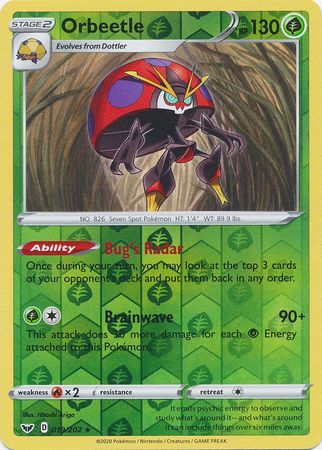 STAGE 2
Orbeetle
HP 130
Evolves from Dottler
NO. 826 Seven Spot Pokémon HT: 1'4" WT: 89.9 lbs.
Ability Bug's Radar
Once during your turn, you may look at the top 3 cards
of your opponent's deck and put them back in any order.
Brainwave 90+
This attack does 30 more damage for each Energy
attached to this Pokémon.
weakness ×2 resistance retreat
Illus. Hitoshi Ariga
D 019/202 ★
It emits psychic energy to observe and
study what's around it—and what's around
it can include things over six miles away.
©2020 Pokémon / Nintendo / Creatures / GAME FREAK.